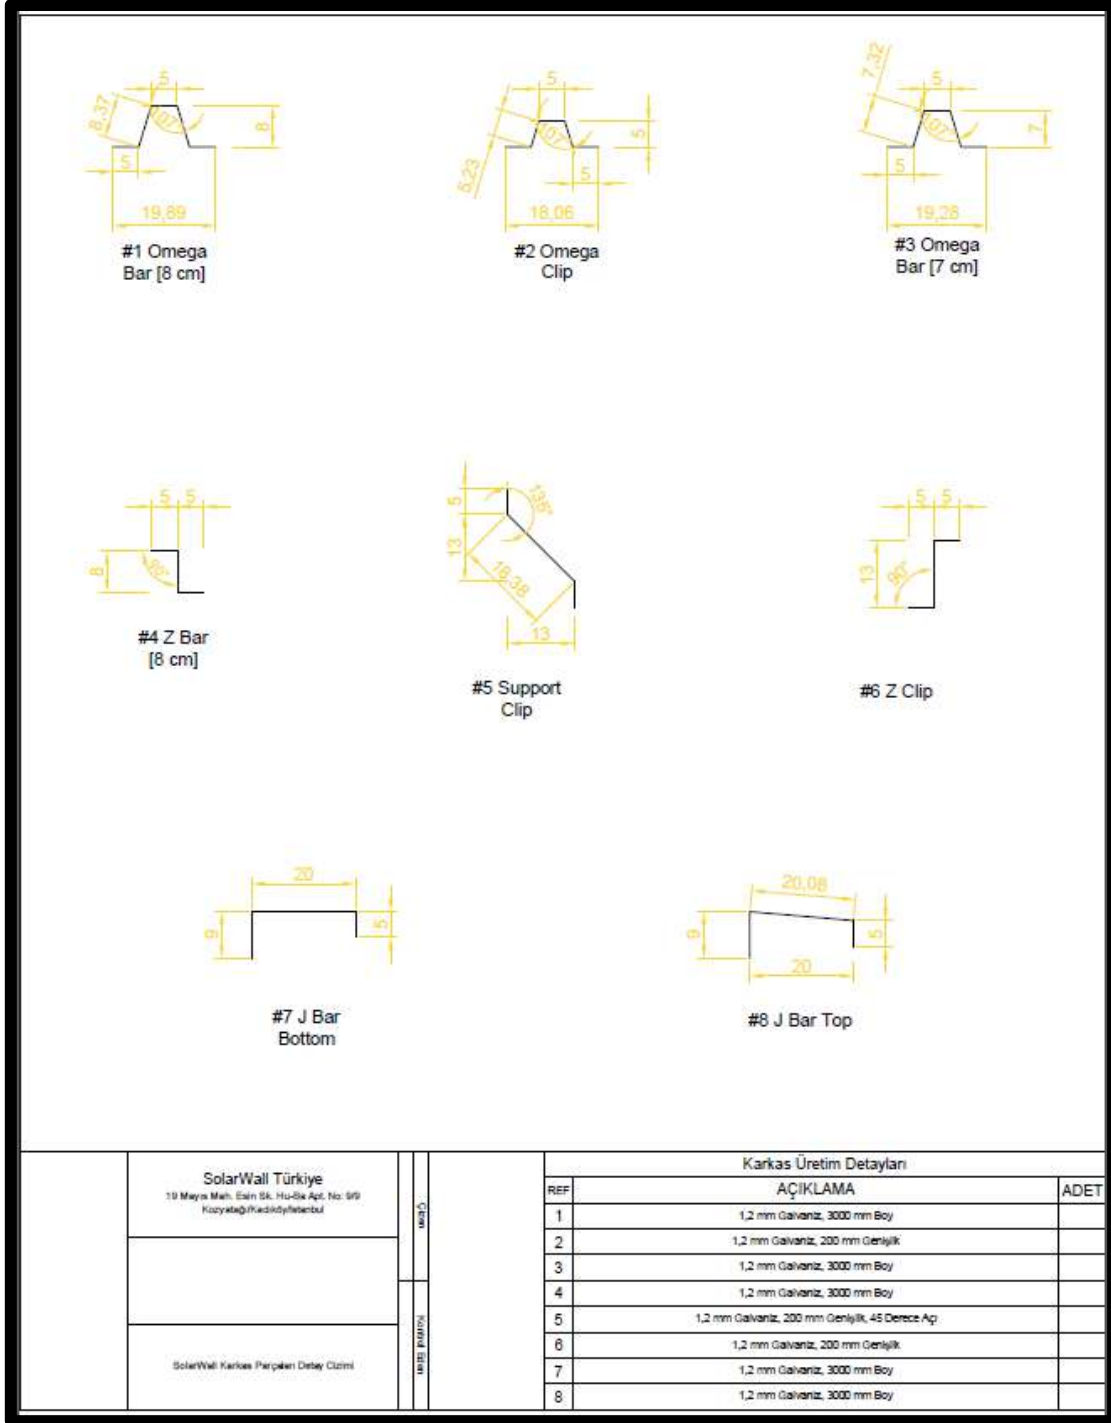 5
8,37
107°
8
5
19,89
#1 Omega
Bar [8 cm]
5
107°
5
5,23
5
18,06
#2 Omega
Clip
7,32
5
107°
7
5
19,28
#3 Omega
Bar [7 cm]
5 5
8
90°
#4 Z Bar
[8 cm]
5
135°
13
18,38
13
#5 Support
Clip
5 5
13
90°
#6 Z Clip
20
9
5
#7 J Bar
Bottom
20,08
9
5
20
#8 J Bar Top
SolarWall Türkiye
19 Mayıs Mah. Esin Sk. Hu-Sa Apt. No: 9/9
Kozyatağı/Kadıköy/İstanbul
Çizen
Kontrol Eden
SolarWall Karkas Parçaları Detay Cizimi
Karkas Üretim Detayları
REF AÇIKLAMA ADET
1 1,2 mm Galvaniz, 3000 mm Boy
2 1,2 mm Galvaniz, 200 mm Genişlik
3 1,2 mm Galvaniz, 3000 mm Boy
4 1,2 mm Galvaniz, 3000 mm Boy
5 1,2 mm Galvaniz, 200 mm Genişlik, 45 Derece Açı
6 1,2 mm Galvaniz, 200 mm Genişlik
7 1,2 mm Galvaniz, 3000 mm Boy
8 1,2 mm Galvaniz, 3000 mm Boy